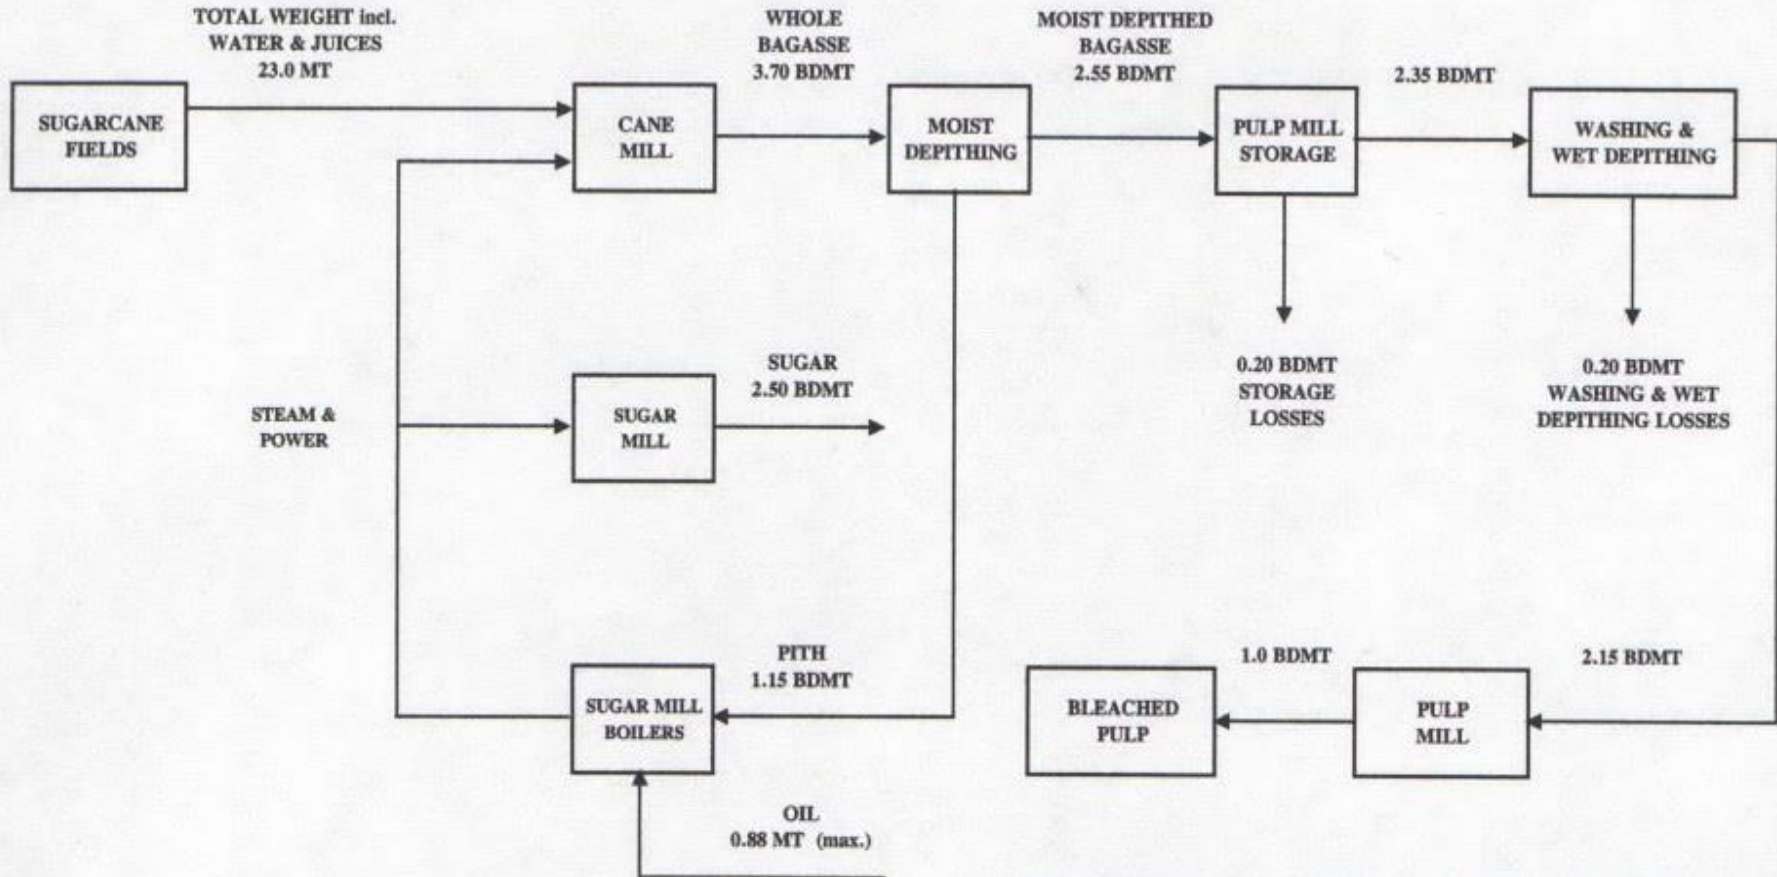 TOTAL WEIGHT incl.
WATER & JUICES
23.0 MT
WHOLE
BAGASSE
3.70 BDMT
MOIST DEPITHED
BAGASSE
2.55 BDMT
2.35 BDMT
SUGARCANE
FIELDS
CANE
MILL
MOIST
DEPITHING
PULP MILL
STORAGE
WASHING &
WET DEPITHING
STEAM &
POWER
SUGAR
MILL
SUGAR
2.50 BDMT
0.20 BDMT
STORAGE
LOSSES
0.20 BDMT
WASHING & WET
DEPITHING LOSSES
SUGAR MILL
BOILERS
PITH
1.15 BDMT
BLEACHED
PULP
1.0 BDMT
PULP
MILL
2.15 BDMT
OIL
0.88 MT (max.)